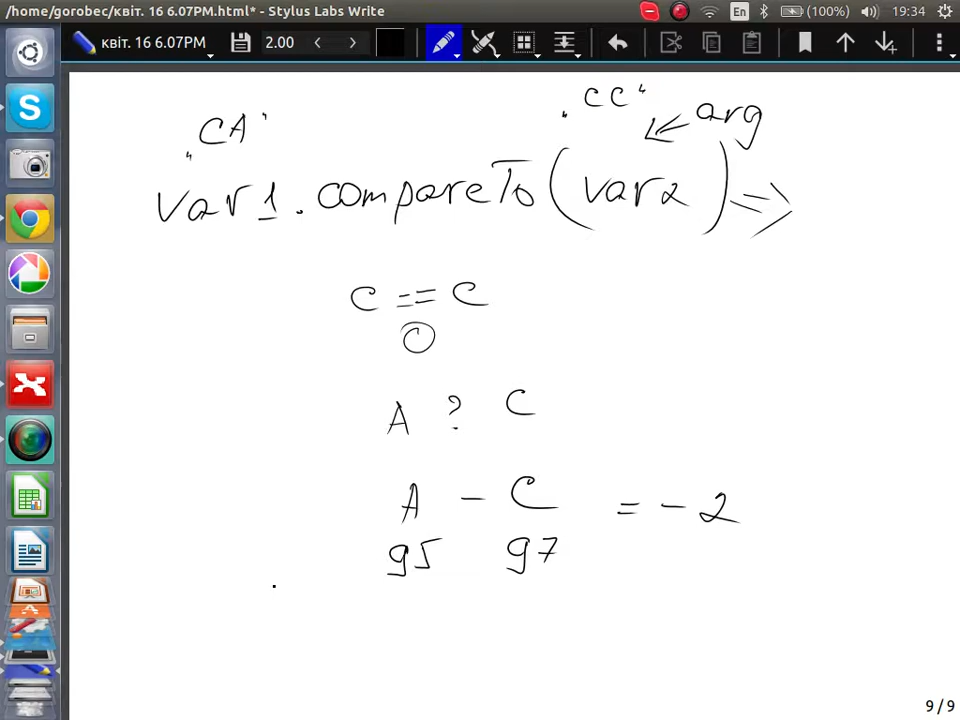 /home/gorobec/квіт. 16 6.07PM.html* - Stylus Labs Write
En (100%) 19:34
квіт. 16 6.07PM 2.00
"CA" "CC" arg
var1.compareTo(var2) =>
C == C
0
A ? C
A - C = -2
95 97
9/9